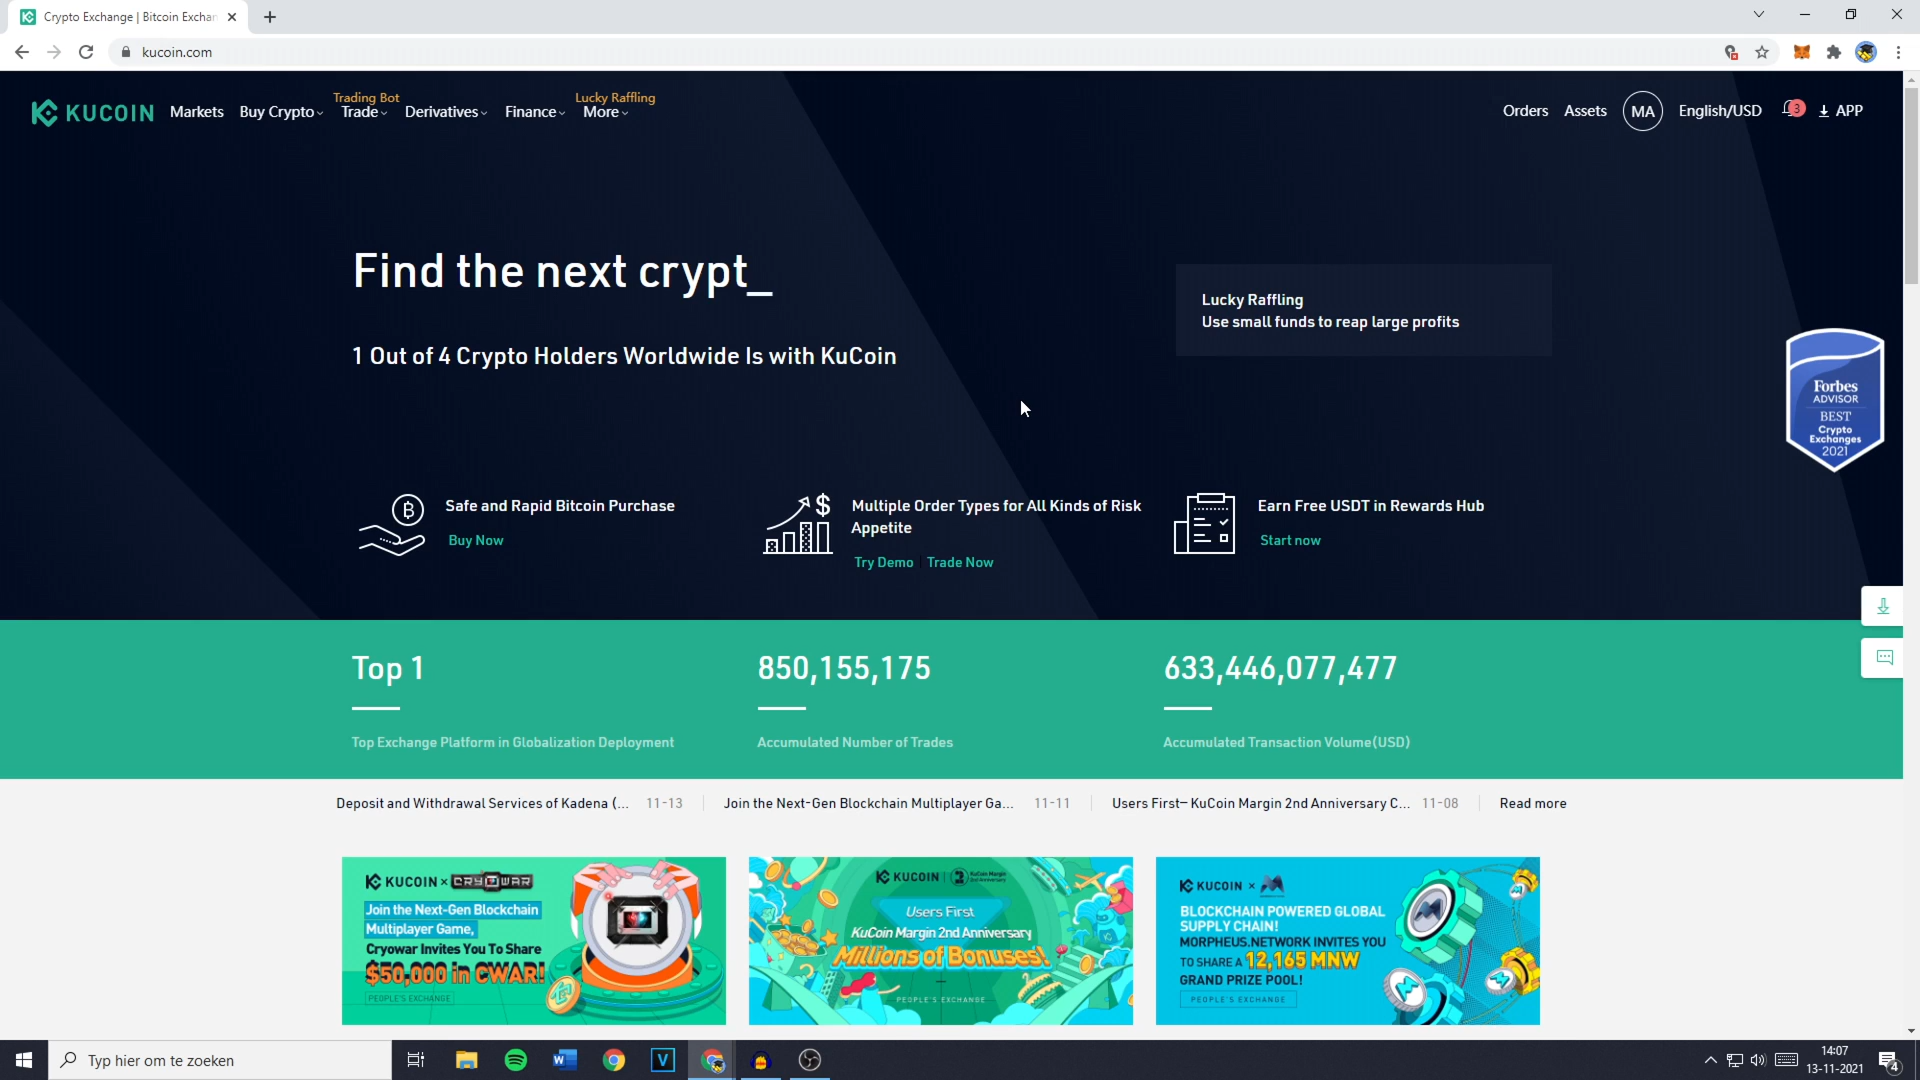 Crypto Exchange | Bitcoin Exchan
kucoin.com
KUCOIN
Markets
Buy Crypto
Trading Bot
Trade
Derivatives
Finance
Lucky Raffling
More
Orders
Assets
MA
English/USD
3
APP
Find the next crypt_
1 Out of 4 Crypto Holders Worldwide Is with KuCoin
Lucky Raffling
Use small funds to reap large profits
Forbes
ADVISOR
BEST
Crypto
Exchanges
2021
Safe and Rapid Bitcoin Purchase
Buy Now
Multiple Order Types for All Kinds of Risk
Appetite
Try Demo
Trade Now
Earn Free USDT in Rewards Hub
Start now
Top 1
Top Exchange Platform in Globalization Deployment
850,155,175
Accumulated Number of Trades
633,446,077,477
Accumulated Transaction Volume(USD)
Deposit and Withdrawal Services of Kadena (... 11-13
Join the Next-Gen Blockchain Multiplayer Ga... 11-11
Users First— KuCoin Margin 2nd Anniversary C... 11-08
Read more
KUCOIN × CRYOWAR
Join the Next-Gen Blockchain
Multiplayer Game,
Cryowar Invites You To Share
$50,000 in CWAR!
PEOPLE'S EXCHANGE
KUCOIN | 2 KuCoin Margin
2nd Anniversary
Users First
KuCoin Margin 2nd Anniversary
Millions of Bonuses!
PEOPLE'S EXCHANGE
KUCOIN ×
BLOCKCHAIN POWERED GLOBAL
SUPPLY CHAIN!
MORPHEUS.NETWORK INVITES YOU
TO SHARE A 12,165 MNW
GRAND PRIZE POOL!
PEOPLE'S EXCHANGE
Typ hier om te zoeken
14:07
13-11-2021
4